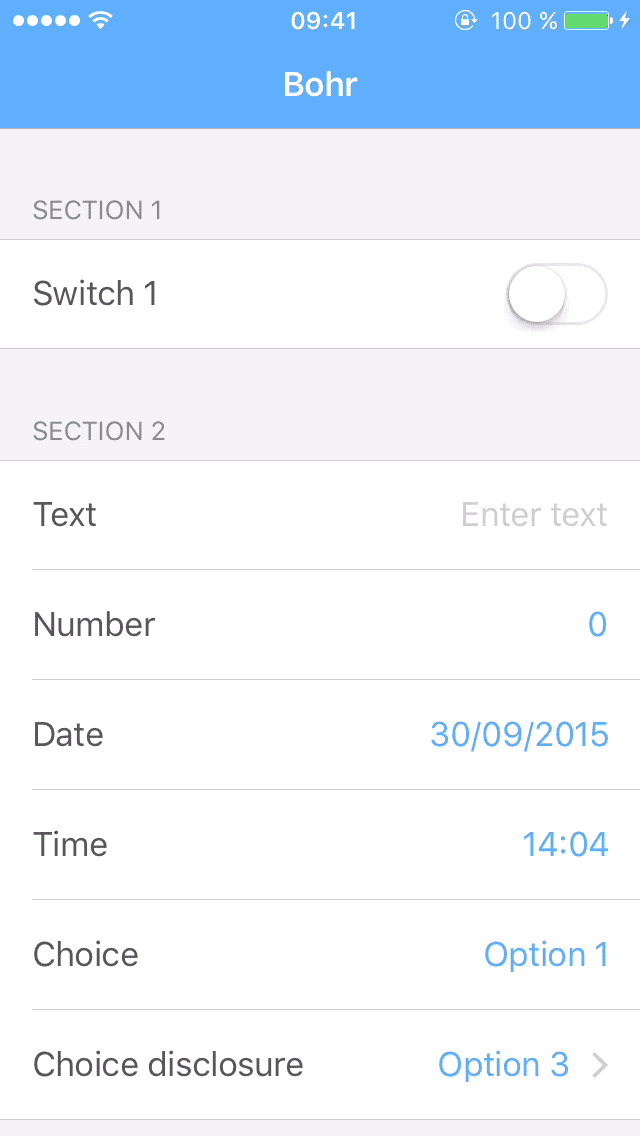 09:41 100 %
Bohr
SECTION 1
Switch 1
SECTION 2
Text Enter text
Number 0
Date 30/09/2015
Time 14:04
Choice Option 1
Choice disclosure Option 3